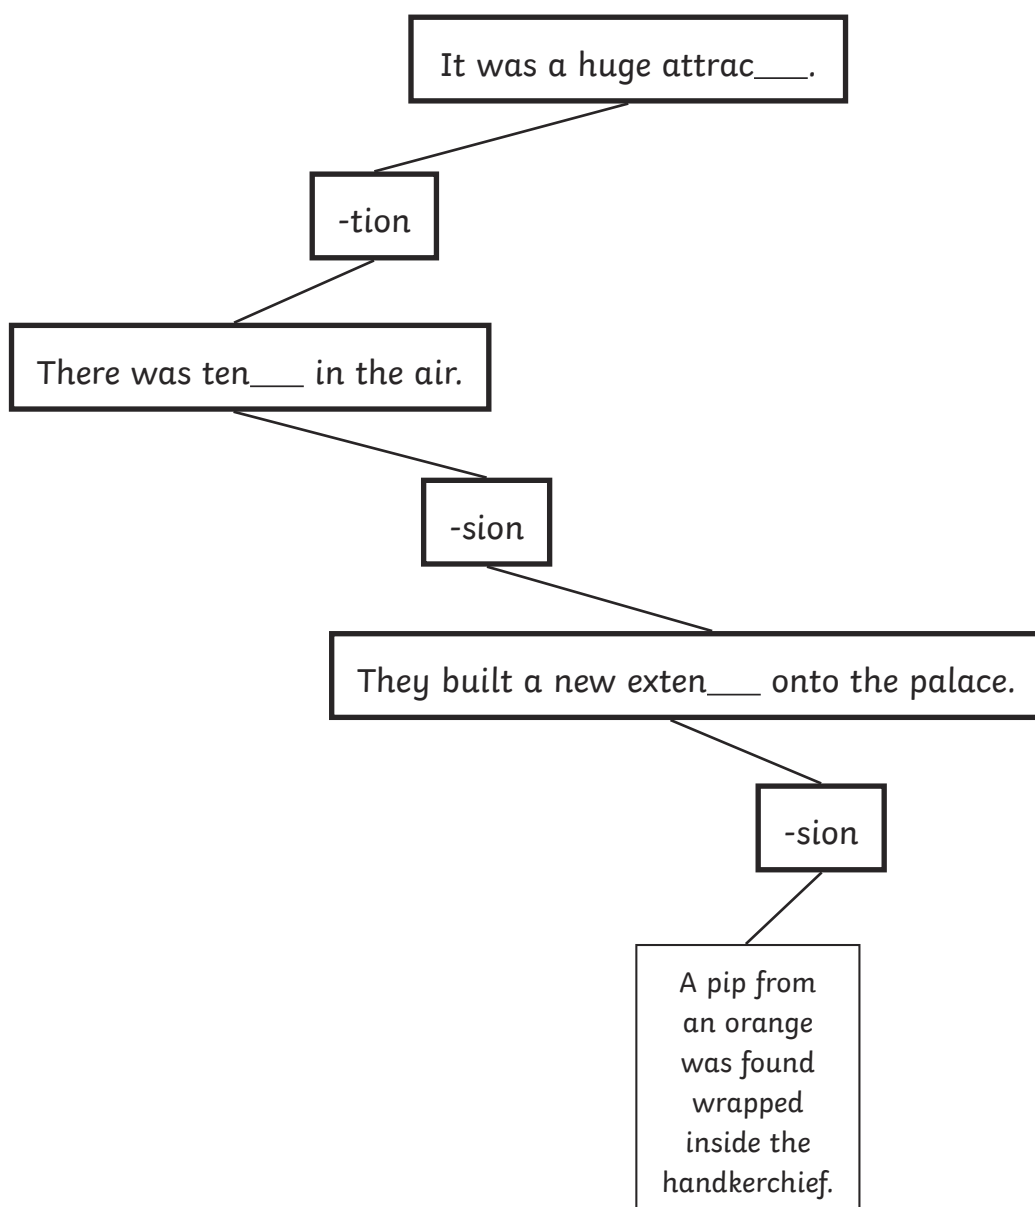 It was a huge attrac___.
-tion
There was ten___ in the air.
-sion
They built a new exten___ onto the palace.
-sion
A pip from
an orange
was found
wrapped
inside the
handkerchief.